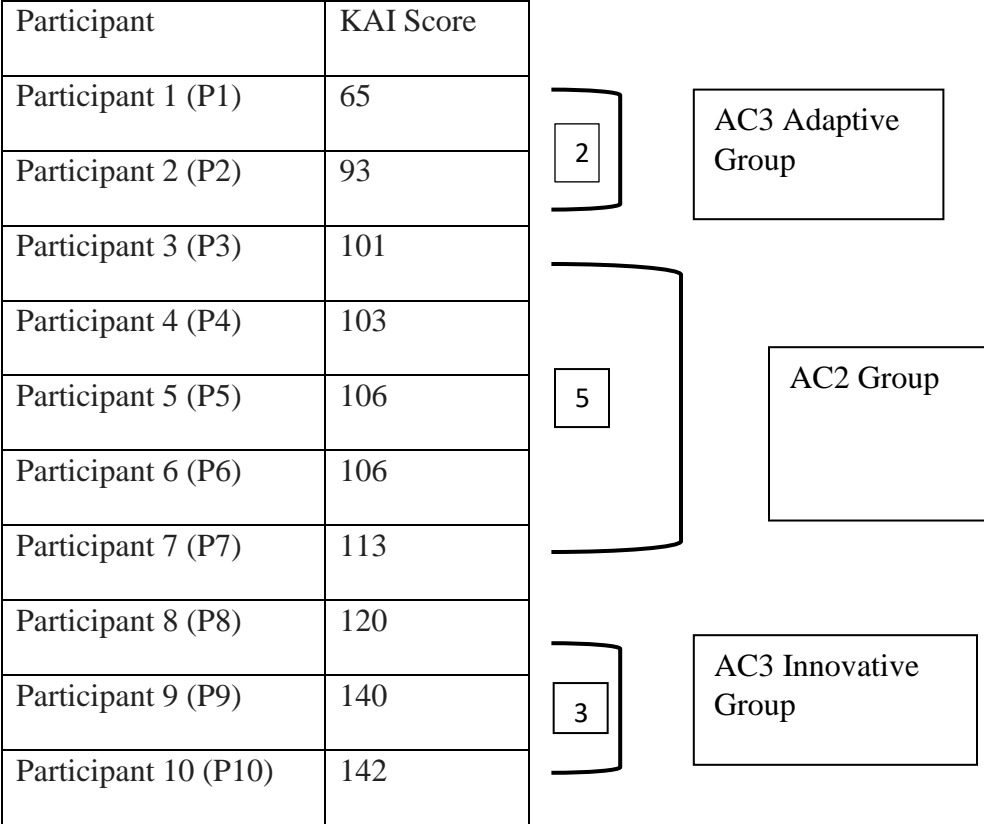 Participant KAI Score
Participant 1 (P1) 65
Participant 2 (P2) 93
Participant 3 (P3) 101
Participant 4 (P4) 103
Participant 5 (P5) 106
Participant 6 (P6) 106
Participant 7 (P7) 113
Participant 8 (P8) 120
Participant 9 (P9) 140
Participant 10 (P10) 142
2
AC3 Adaptive
Group
5
AC2 Group
3
AC3 Innovative
Group